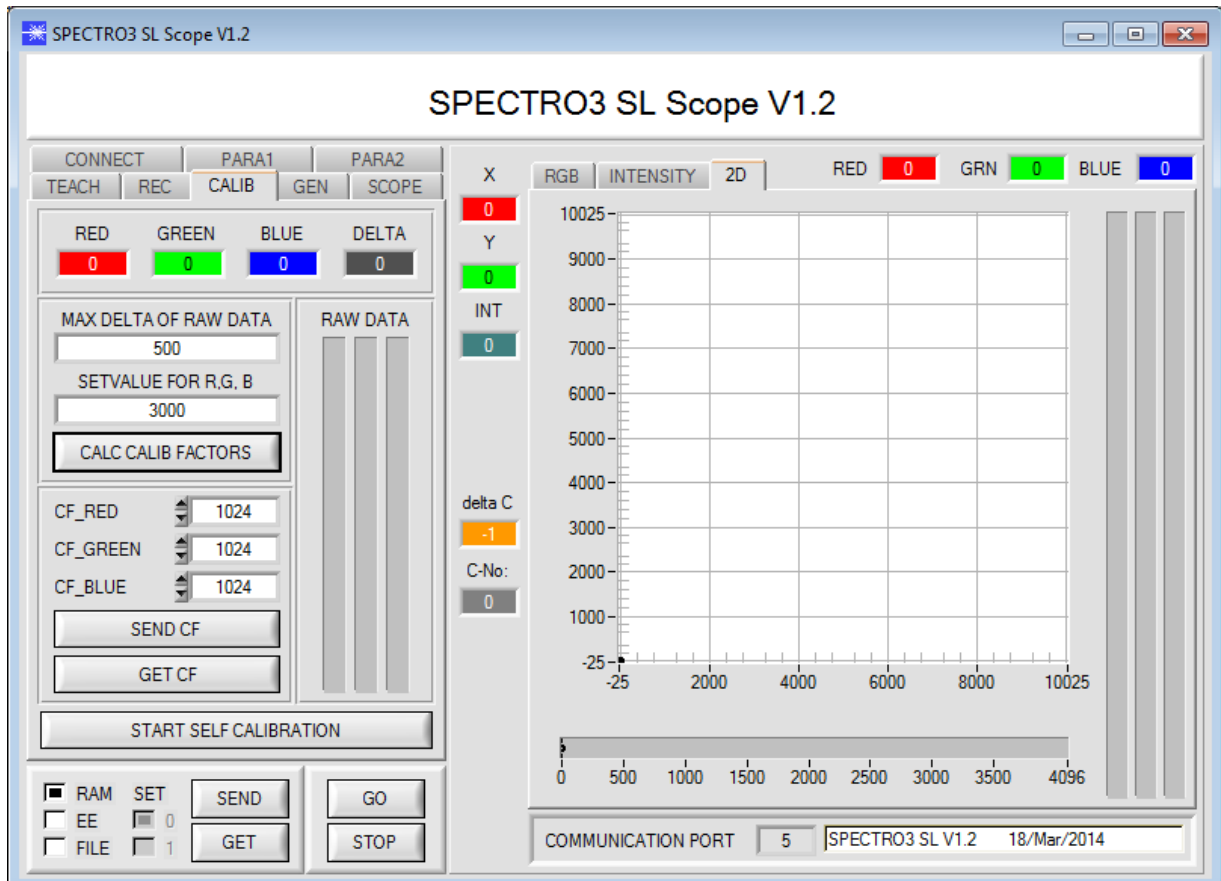 SPECTRO3 SL Scope V1.2
SPECTRO3 SL Scope V1.2
CONNECT PARA1 PARA2
TEACH REC CALIB GEN SCOPE
RED GREEN BLUE DELTA
0 0 0 0
MAX DELTA OF RAW DATA
500
SETVALUE FOR R,G, B
3000
CALC CALIB FACTORS
RAW DATA
CF_RED 1024
CF_GREEN 1024
CF_BLUE 1024
SEND CF
GET CF
START SELF CALIBRATION
RAM SET
EE 0
FILE 1
SEND
GET
GO
STOP
X
0
Y
0
INT
0
delta C
-1
C-No:
0
RGB INTENSITY 2D
RED 0 GRN 0 BLUE 0
10025
9000
8000
7000
6000
5000
4000
3000
2000
1000
-25
-25 2000 4000 6000 8000 10025
0 500 1000 1500 2000 2500 3000 3500 4096
COMMUNICATION PORT 5 SPECTRO3 SL V1.2 18/Mar/2014